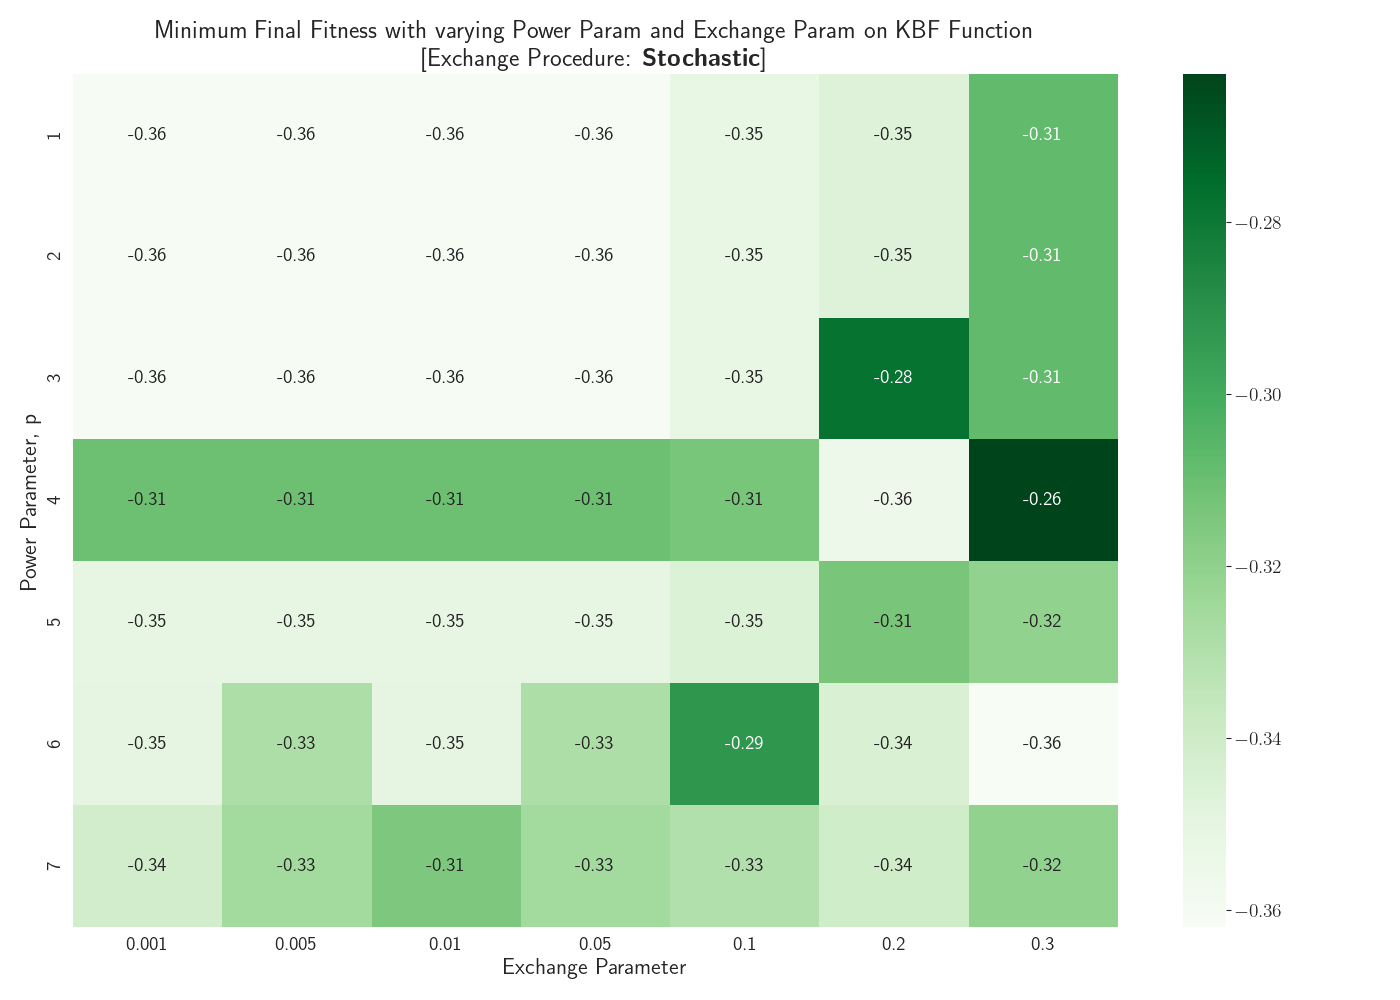 Minimum Final Fitness with varying Power Param and Exchange Param on KBF Function
[Exchange Procedure: Stochastic]
Power Parameter, p
1 -0.36 -0.36 -0.36 -0.36 -0.35 -0.35 -0.31
2 -0.36 -0.36 -0.36 -0.36 -0.35 -0.35 -0.31
3 -0.36 -0.36 -0.36 -0.36 -0.35 -0.28 -0.31
4 -0.31 -0.31 -0.31 -0.31 -0.31 -0.36 -0.26
5 -0.35 -0.35 -0.35 -0.35 -0.35 -0.31 -0.32
6 -0.35 -0.33 -0.35 -0.33 -0.29 -0.34 -0.36
7 -0.34 -0.33 -0.31 -0.33 -0.33 -0.34 -0.32
0.001 0.005 0.01 0.05 0.1 0.2 0.3
Exchange Parameter
−0.28
−0.30
−0.32
−0.34
−0.36